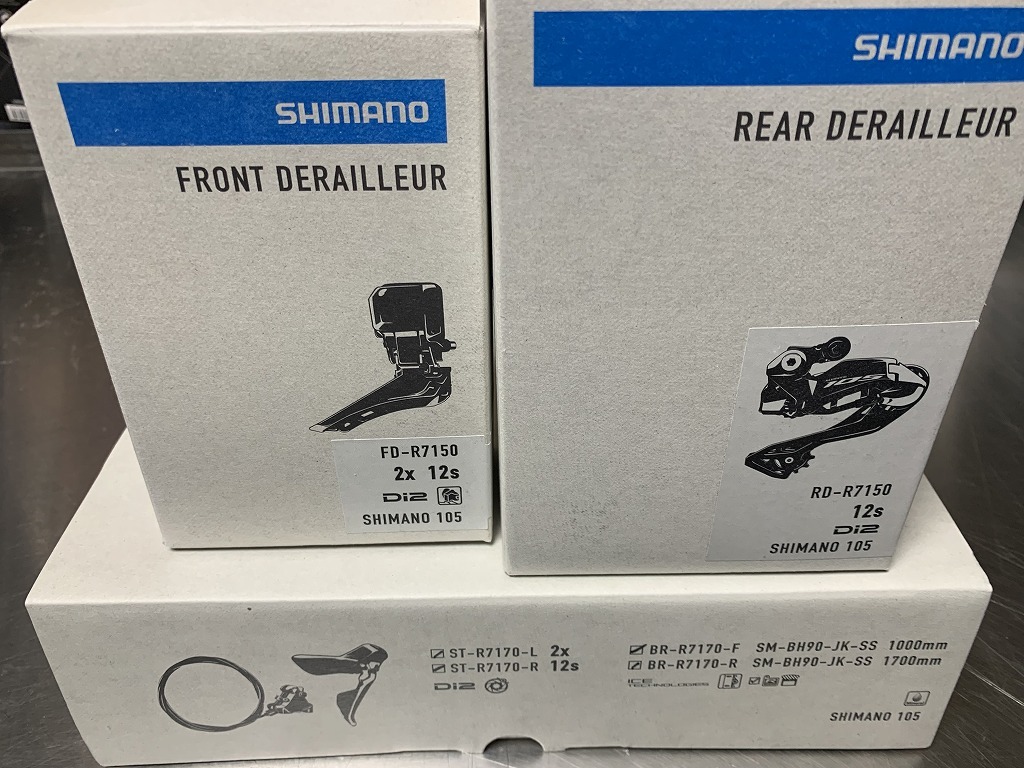 SHIMANO
FRONT DERAILLEUR
FD-R7150
2x 12s
Di2
SHIMANO 105
SHIMANO
REAR DERAILLEUR
105
RD-R7150
12s
Di2
SHIMANO 105
ST-R7170-L 2x
ST-R7170-R 12s
Di2
BR-R7170-F SM-BH90-JK-SS 1000mm
BR-R7170-R SM-BH90-JK-SS 1700mm
ICE
TECHNOLOGIES
SHIMANO 105